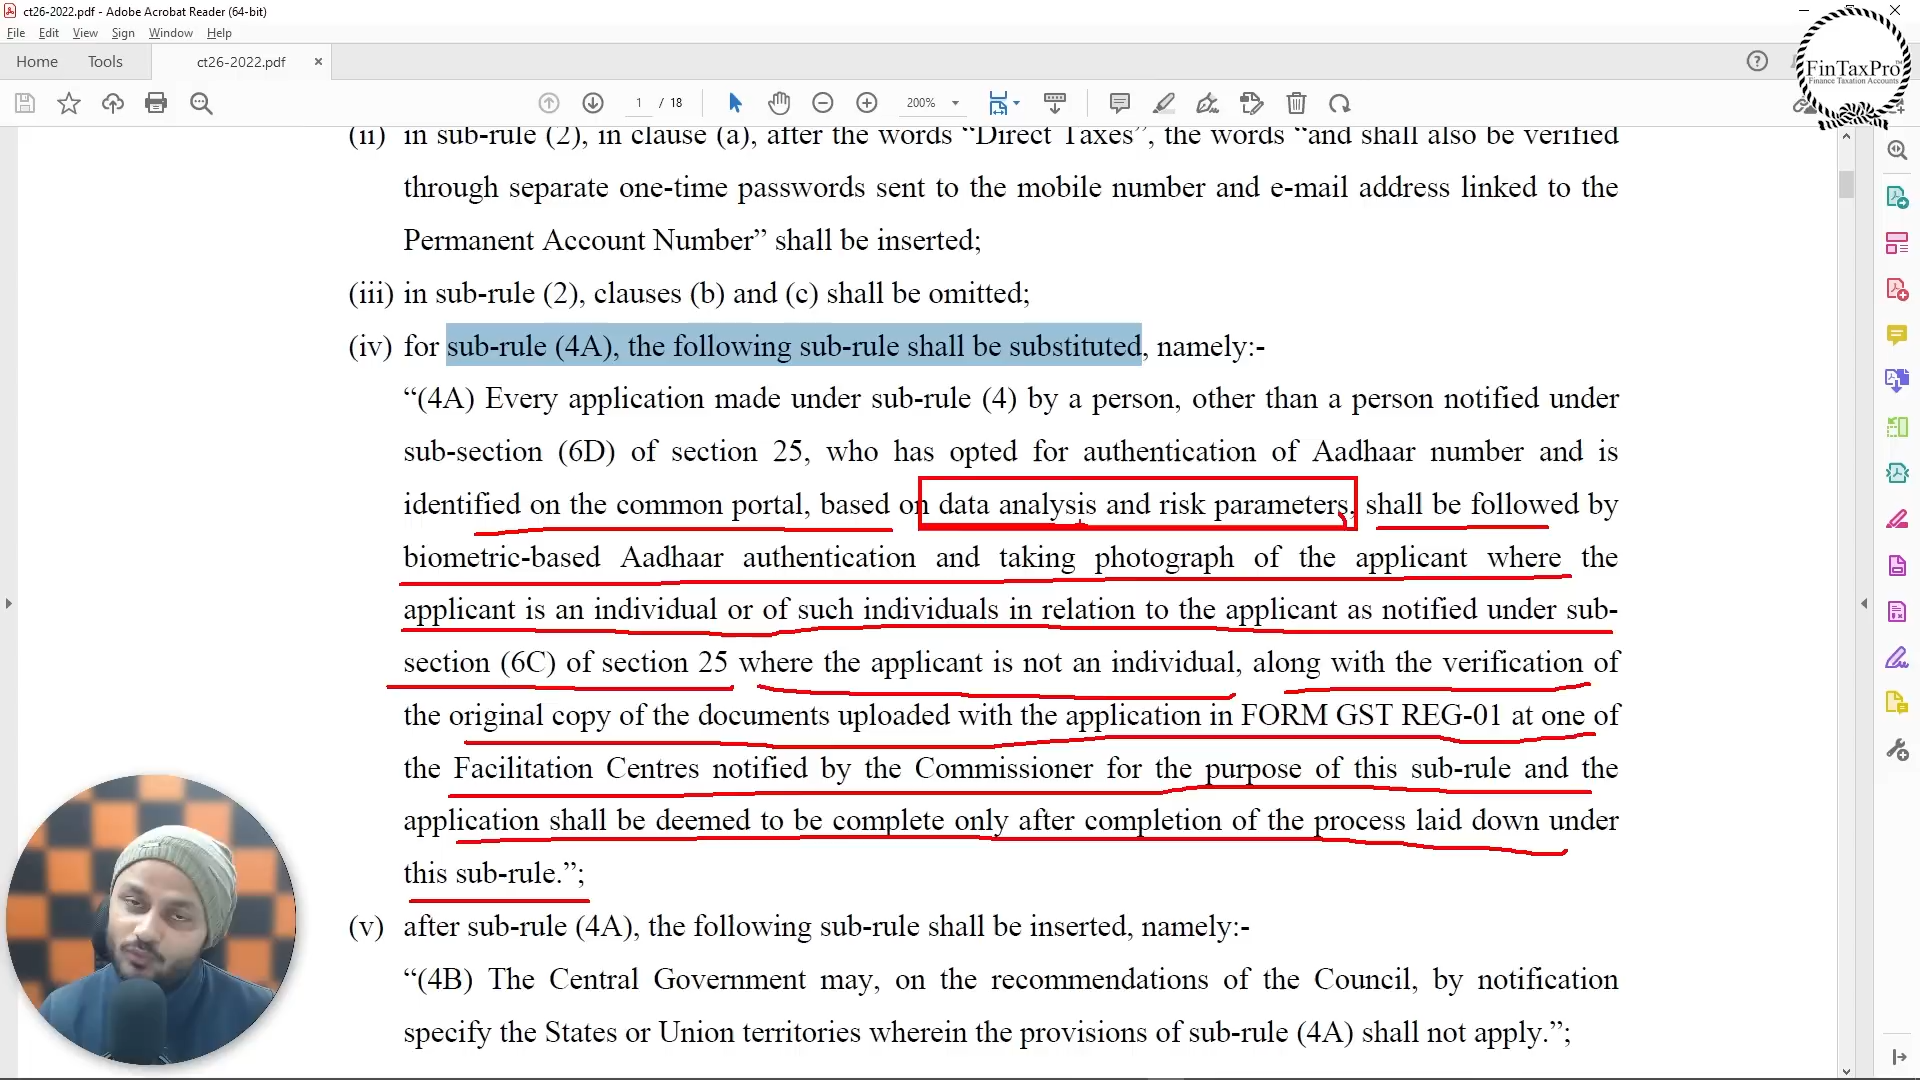 ct26-2022.pdf - Adobe Acrobat Reader (64-bit)
File Edit View Sign Window Help
Home Tools ct26-2022.pdf ×
1 / 18 200%
FinTaxPro™
Finance Taxation Accounts
(ii) in sub-rule (2), in clause (a), after the words “Direct Taxes”, the words “and shall also be verified
through separate one-time passwords sent to the mobile number and e-mail address linked to the
Permanent Account Number” shall be inserted;
(iii) in sub-rule (2), clauses (b) and (c) shall be omitted;
(iv) for sub-rule (4A), the following sub-rule shall be substituted, namely:-
“(4A) Every application made under sub-rule (4) by a person, other than a person notified under
sub-section (6D) of section 25, who has opted for authentication of Aadhaar number and is
identified on the common portal, based on data analysis and risk parameters, shall be followed by
biometric-based Aadhaar authentication and taking photograph of the applicant where the
applicant is an individual or of such individuals in relation to the applicant as notified under sub-
section (6C) of section 25 where the applicant is not an individual, along with the verification of
the original copy of the documents uploaded with the application in FORM GST REG-01 at one of
the Facilitation Centres notified by the Commissioner for the purpose of this sub-rule and the
application shall be deemed to be complete only after completion of the process laid down under
this sub-rule.”;
(v) after sub-rule (4A), the following sub-rule shall be inserted, namely:-
“(4B) The Central Government may, on the recommendations of the Council, by notification
specify the States or Union territories wherein the provisions of sub-rule (4A) shall not apply.”;